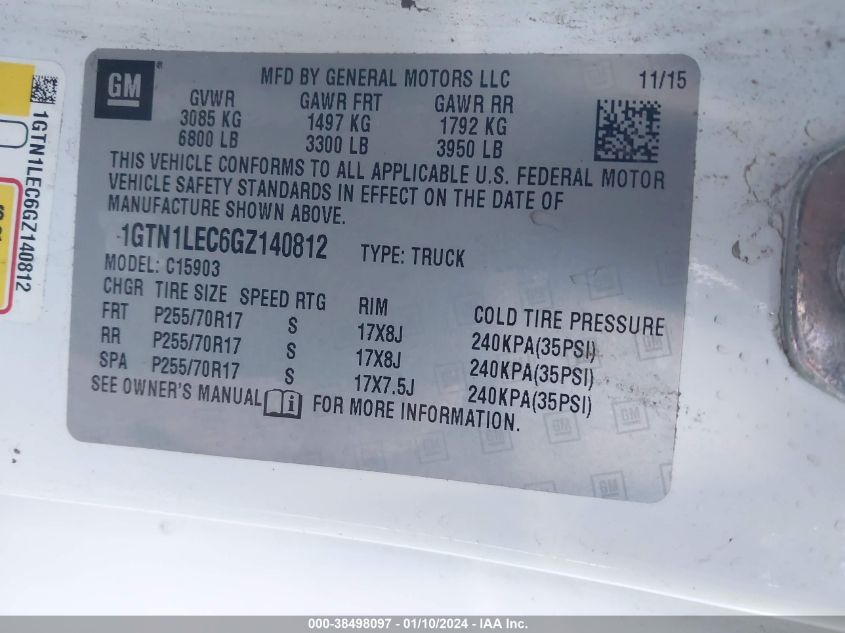 GM
MFD BY GENERAL MOTORS LLC 11/15
GVWR GAWR FRT GAWR RR
3085 KG 1497 KG 1792 KG
6800 LB 3300 LB 3950 LB
THIS VEHICLE CONFORMS TO ALL APPLICABLE U.S. FEDERAL MOTOR
VEHICLE SAFETY STANDARDS IN EFFECT ON THE DATE OF
MANUFACTURE SHOWN ABOVE.
1GTN1LEC6GZ140812 TYPE: TRUCK
MODEL: C15903
CHGR TIRE SIZE SPEED RTG RIM COLD TIRE PRESSURE
FRT P255/70R17 S 17X8J 240KPA(35PSI)
RR P255/70R17 S 17X8J 240KPA(35PSI)
SPA P255/70R17 S 17X7.5J 240KPA(35PSI)
SEE OWNER'S MANUAL FOR MORE INFORMATION.
1GTN1LEC6GZ140812
000-38498097 - 01/10/2024 - IAA Inc.